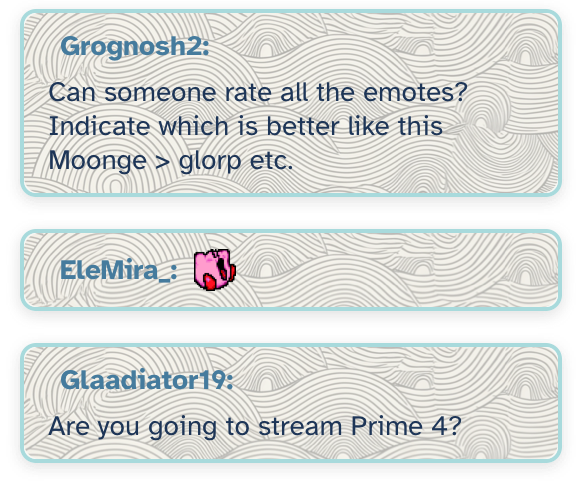 Grognosh2:
Can someone rate all the emotes?
Indicate which is better like this
Moonge > glorp etc.
EleMira_:
Glaadiator19:
Are you going to stream Prime 4?